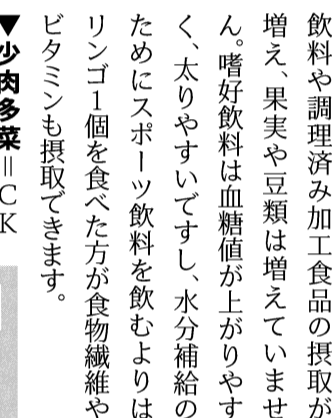 飲料や調理済み加工食品の摂取が
増え、果実や豆類は増えていませ
ん。嗜好飲料は血糖値が上がりやす
く、太りやすいですし、水分補給の
ためにスポーツ飲料を飲むよりは
リンゴ1個を食べた方が食物繊維や
ビタミンも摂取できます。
▼少肉多菜＝CK